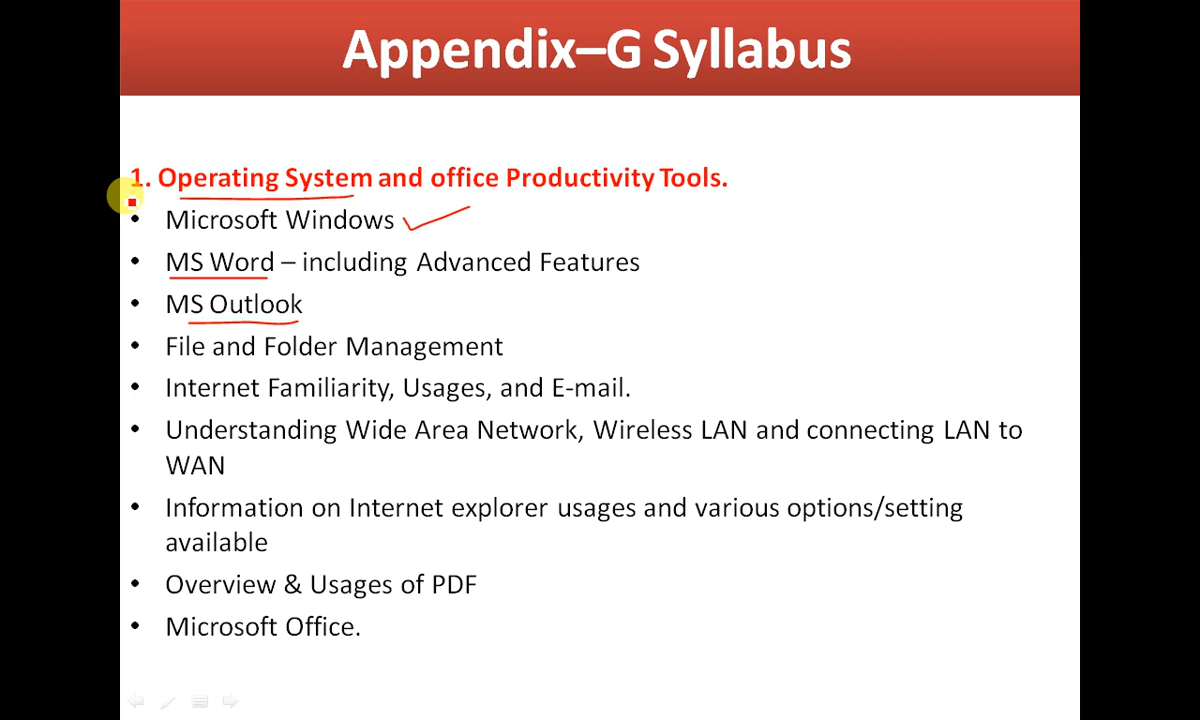 Appendix–G Syllabus
1. Operating System and office Productivity Tools.
• Microsoft Windows
• MS Word – including Advanced Features
• MS Outlook
• File and Folder Management
• Internet Familiarity, Usages, and E-mail.
• Understanding Wide Area Network, Wireless LAN and connecting LAN to
WAN
• Information on Internet explorer usages and various options/setting
available
• Overview & Usages of PDF
• Microsoft Office.